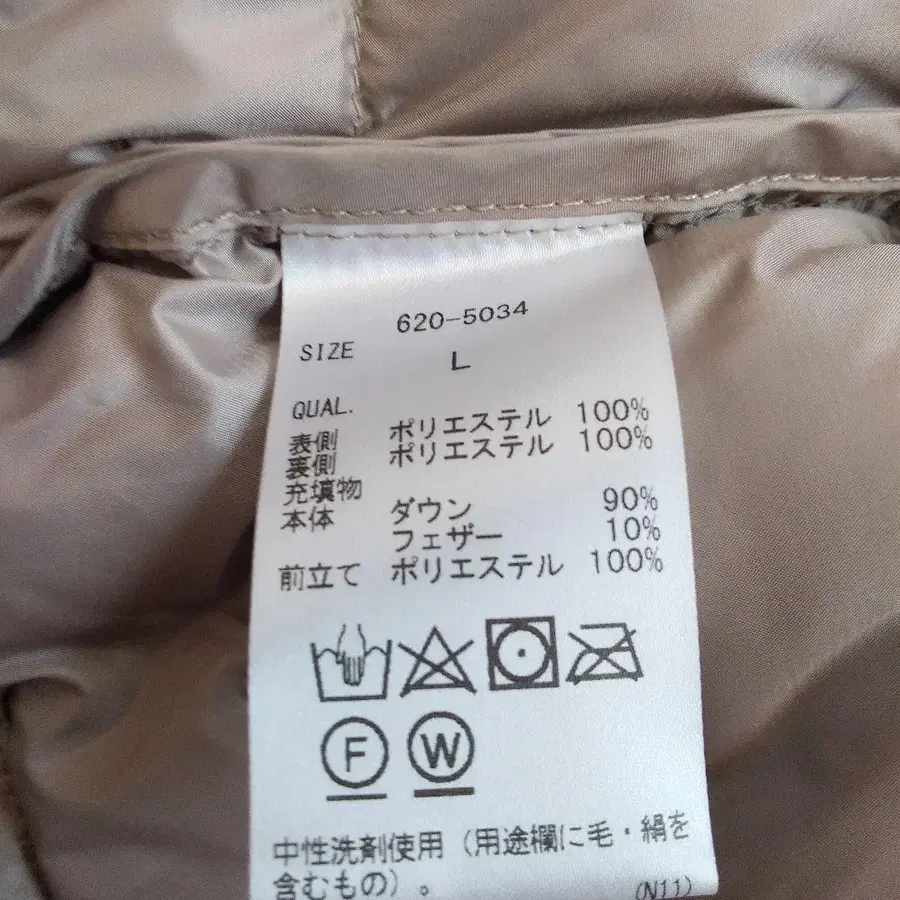 620-5034
SIZE L
QUAL.
表側 ポリエステル 100%
裏側 ポリエステル 100%
充填物
本体 ダウン 90%
フェザー 10%
前立て ポリエステル 100%
F W
中性洗剤使用(用途欄に毛・絹を
含むもの)。 (N11)